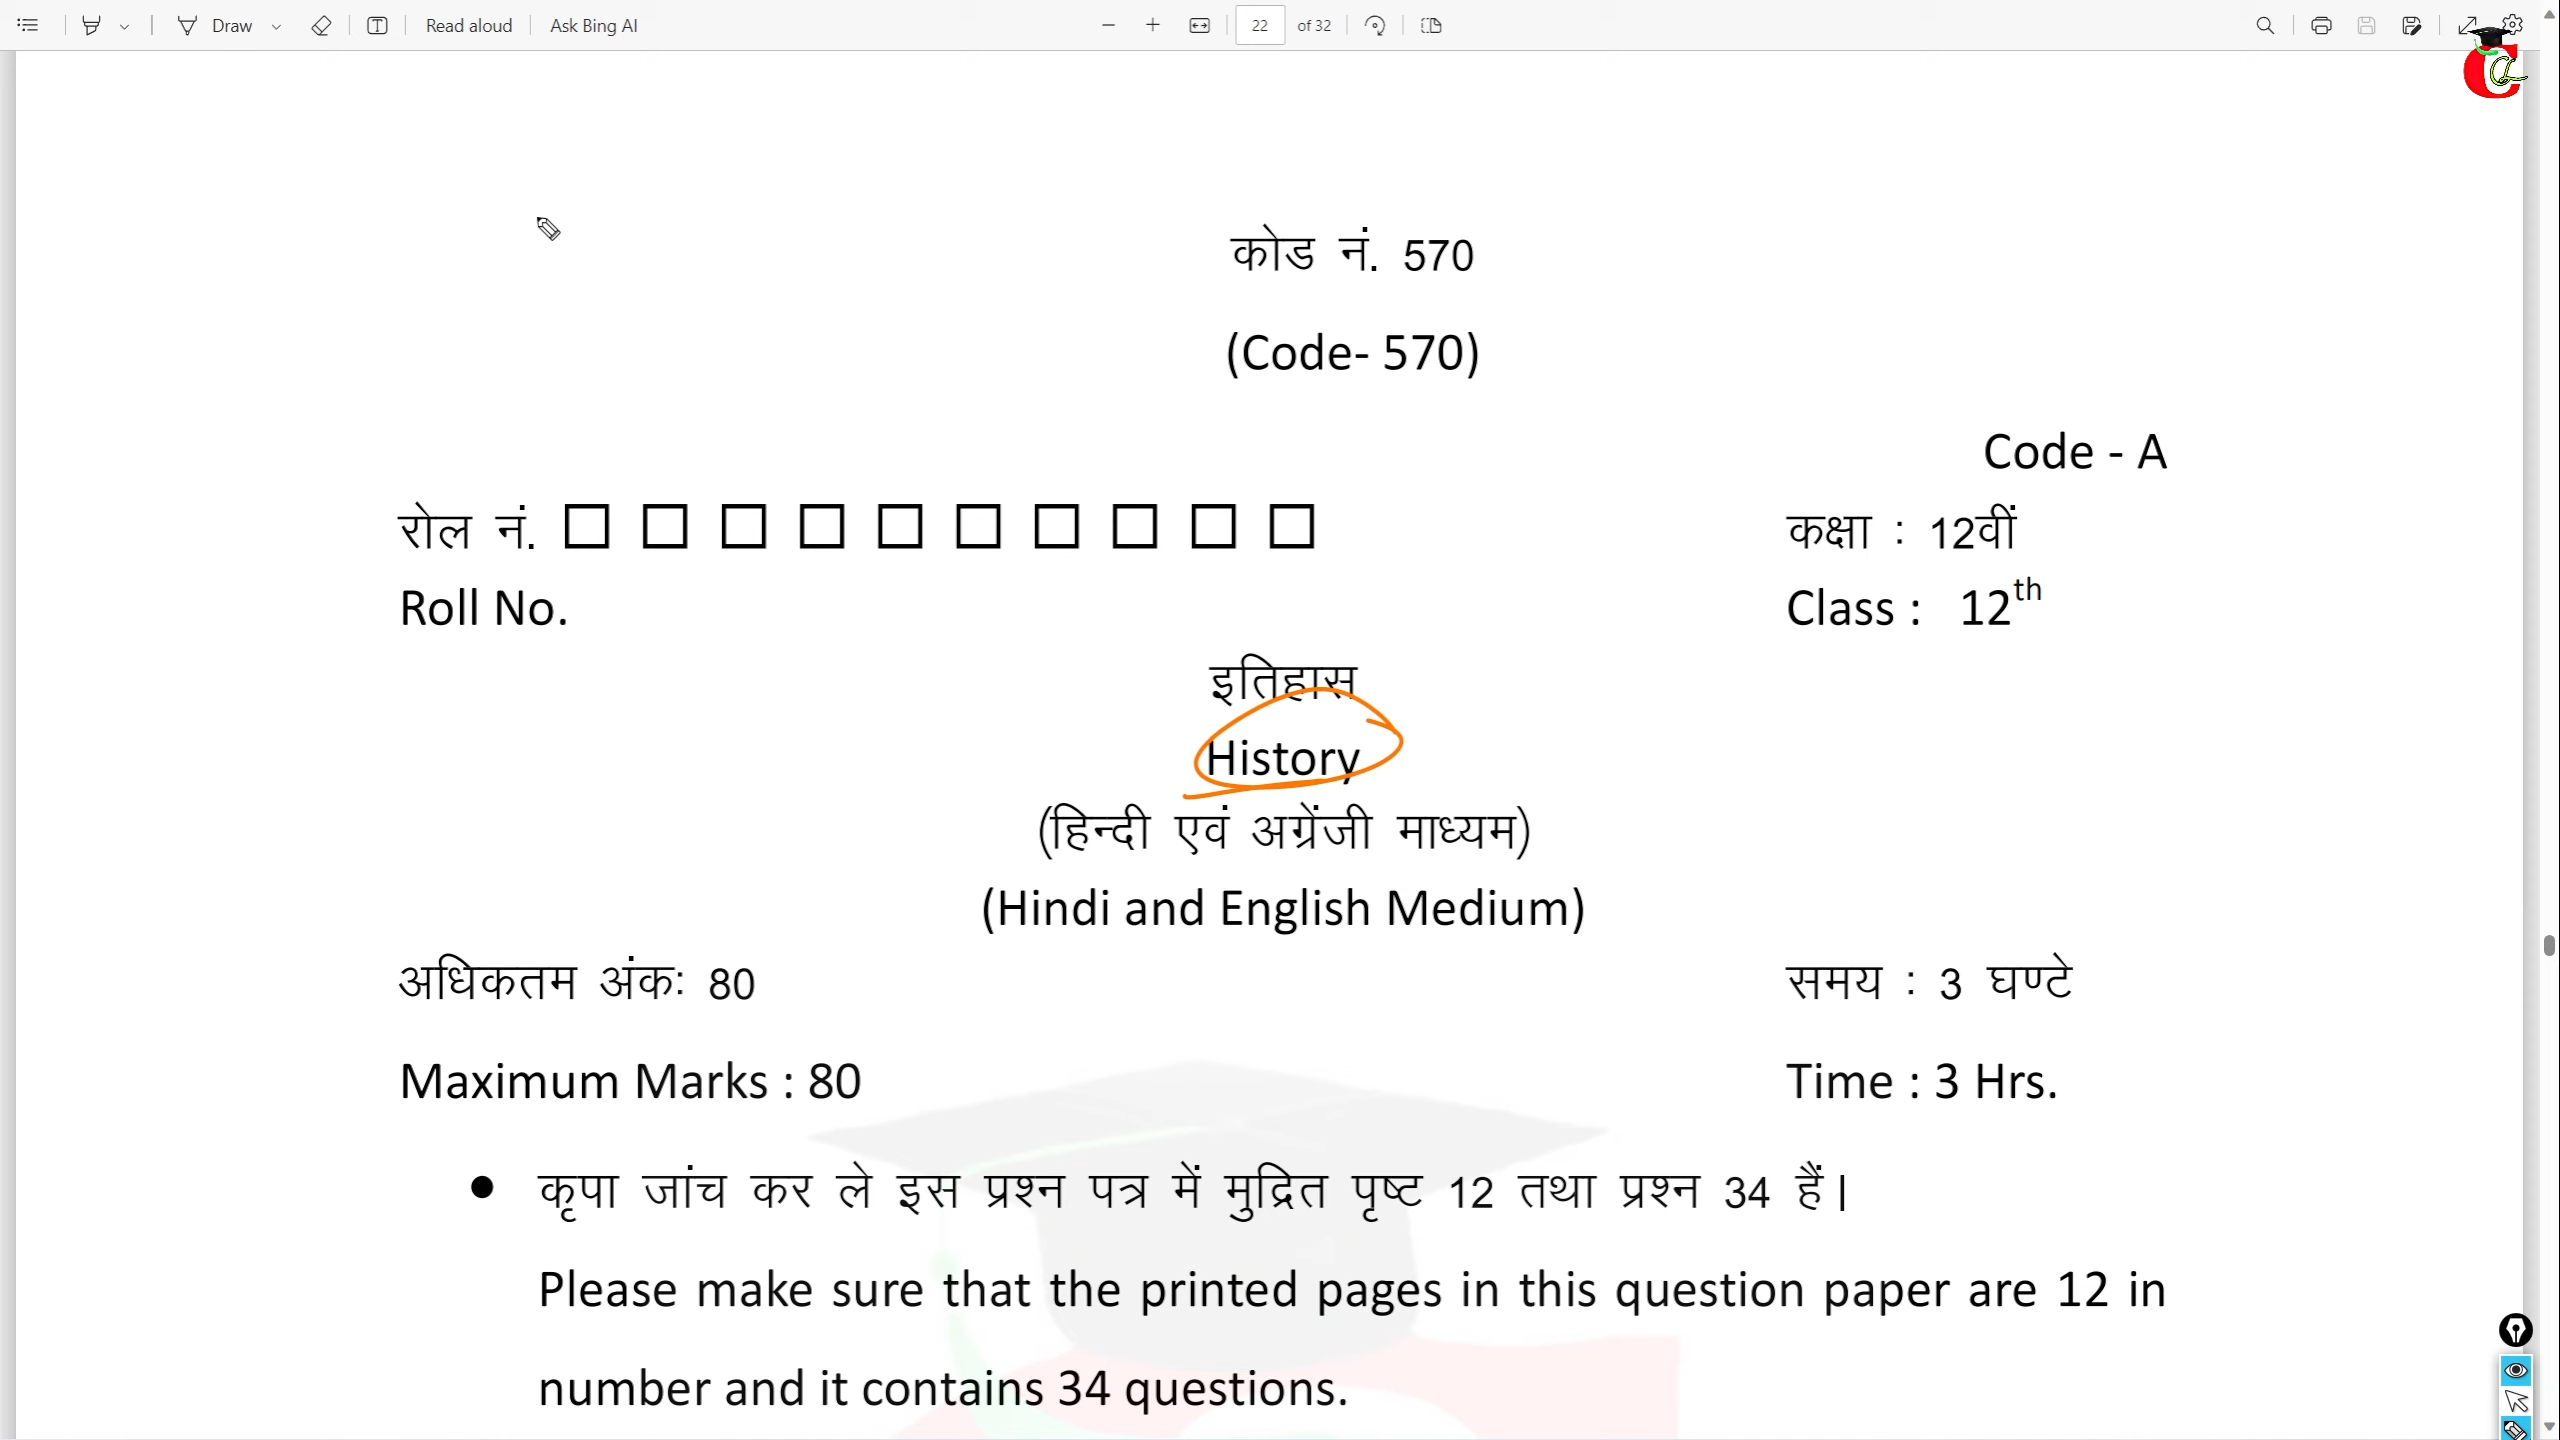 Draw Read aloud Ask Bing AI 22 of 32
कोड नं. 570
(Code- 570)
Code - A
रोल नं. कक्षा : 12वीं
Roll No. Class : 12th
इतिहास
History
(हिन्दी एवं अग्रेंजी माध्यम)
(Hindi and English Medium)
अधिकतम अंकः 80 समय : 3 घण्टे
Maximum Marks : 80 Time : 3 Hrs.
• कृपा जांच कर ले इस प्रश्न पत्र में मुद्रित पृष्ट 12 तथा प्रश्न 34 हैं।
Please make sure that the printed pages in this question paper are 12 in
number and it contains 34 questions.